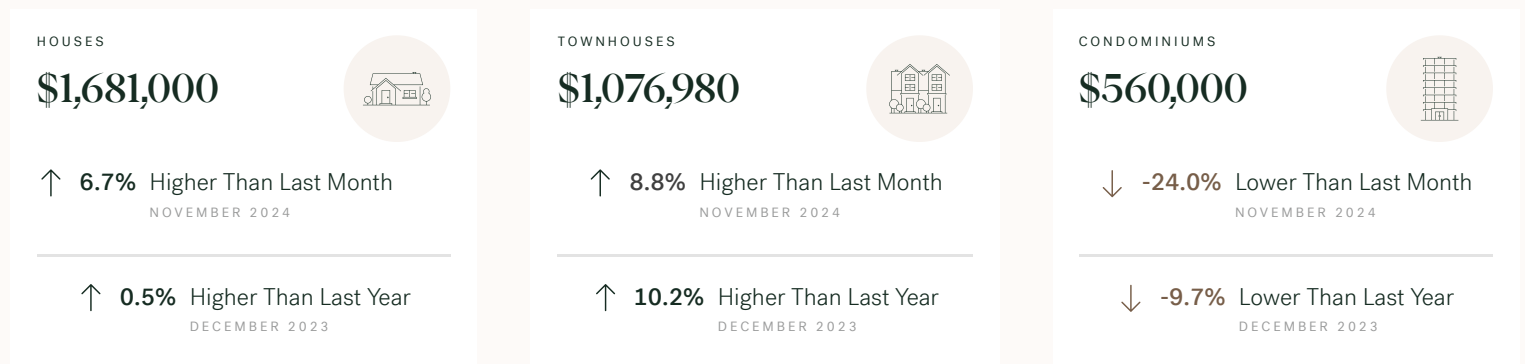 HOUSES
$1,681,000
6.7% Higher Than Last Month
NOVEMBER 2024
0.5% Higher Than Last Year
DECEMBER 2023
TOWNHOUSES
$1,076,980
8.8% Higher Than Last Month
NOVEMBER 2024
10.2% Higher Than Last Year
DECEMBER 2023
CONDOMINIUMS
$560,000
-24.0% Lower Than Last Month
NOVEMBER 2024
-9.7% Lower Than Last Year
DECEMBER 2023